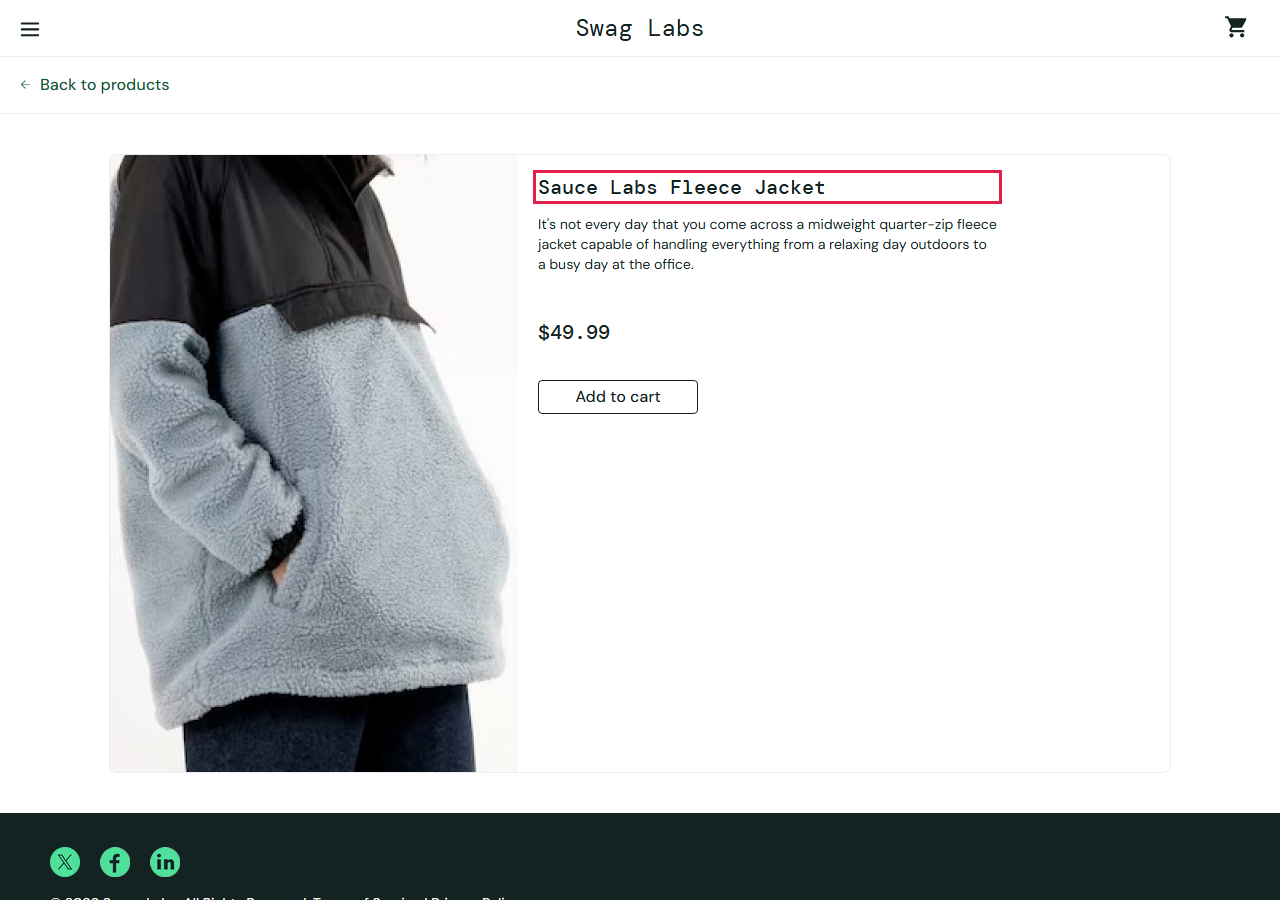 Swag Labs
Back to products
Sauce Labs Fleece Jacket
It's not every day that you come across a midweight quarter-zip fleece
jacket capable of handling everything from a relaxing day outdoors to
a busy day at the office.
$49.99
Add to cart